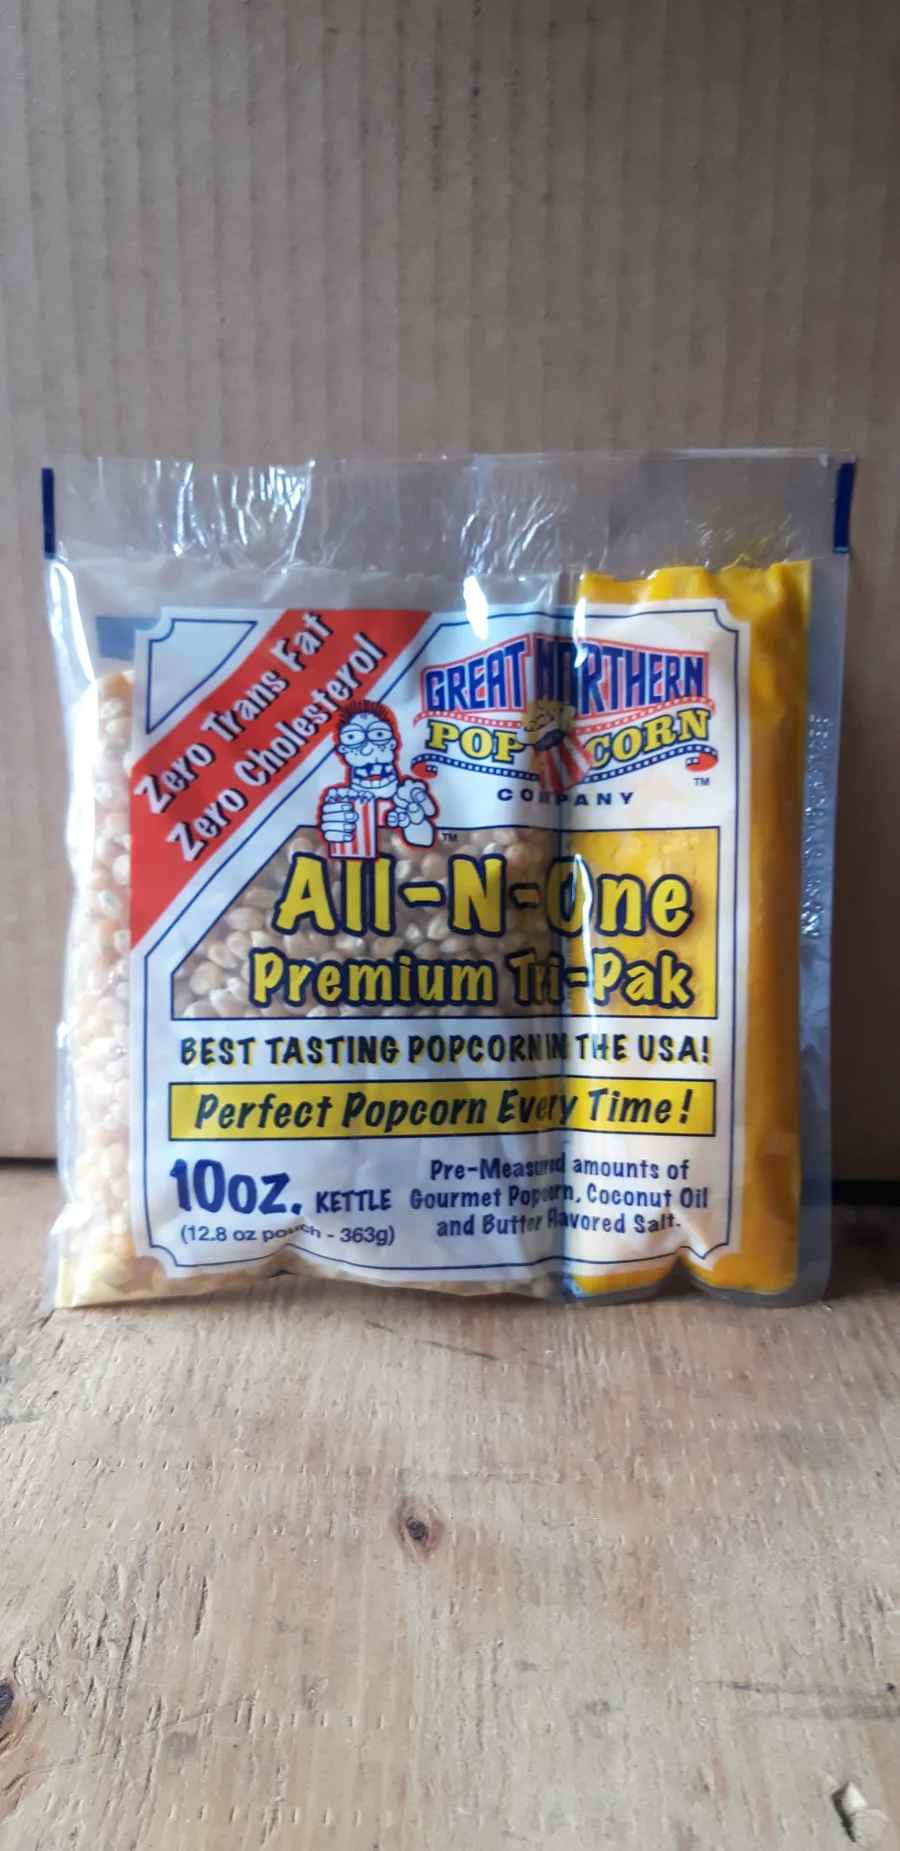 Zero Trans Fat
Zero Cholesterol
GREAT NORTHERN
POPCORN
COMPANY
TM
TM
All-N-One
Premium Tri-Pak
BEST TASTING POPCORN IN THE USA!
Perfect Popcorn Every Time!
10oz. KETTLE
(12.8 oz pouch - 363g)
Pre-Measured amounts of
Gourmet Popcorn, Coconut Oil
and Butter Flavored Salt.